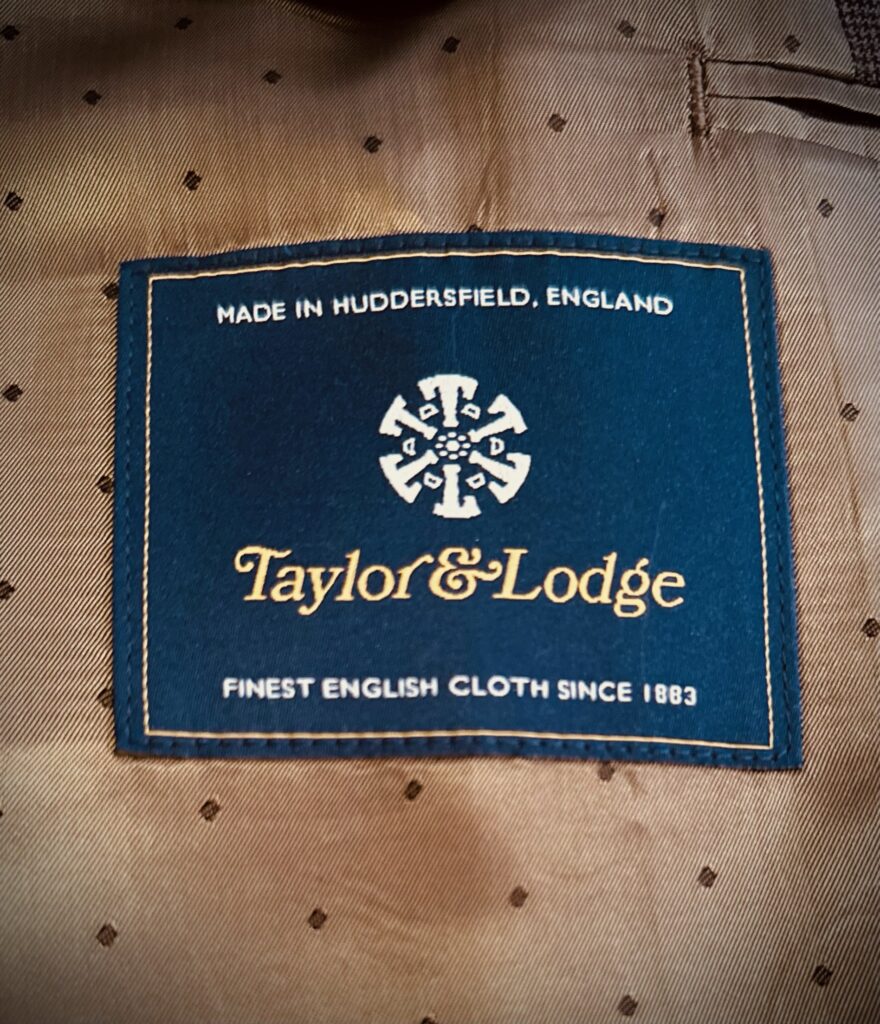 MADE IN HUDDERSFIELD, ENGLAND
Taylor & Lodge
FINEST ENGLISH CLOTH SINCE 1883